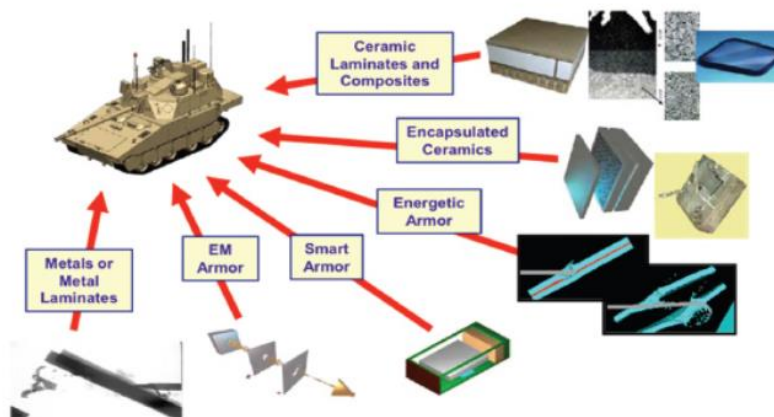 Ceramic
Laminates and
Composites
Encapsulated
Ceramics
Energetic
Armor
Smart
Armor
EM
Armor
Metals or
Metal
Laminates